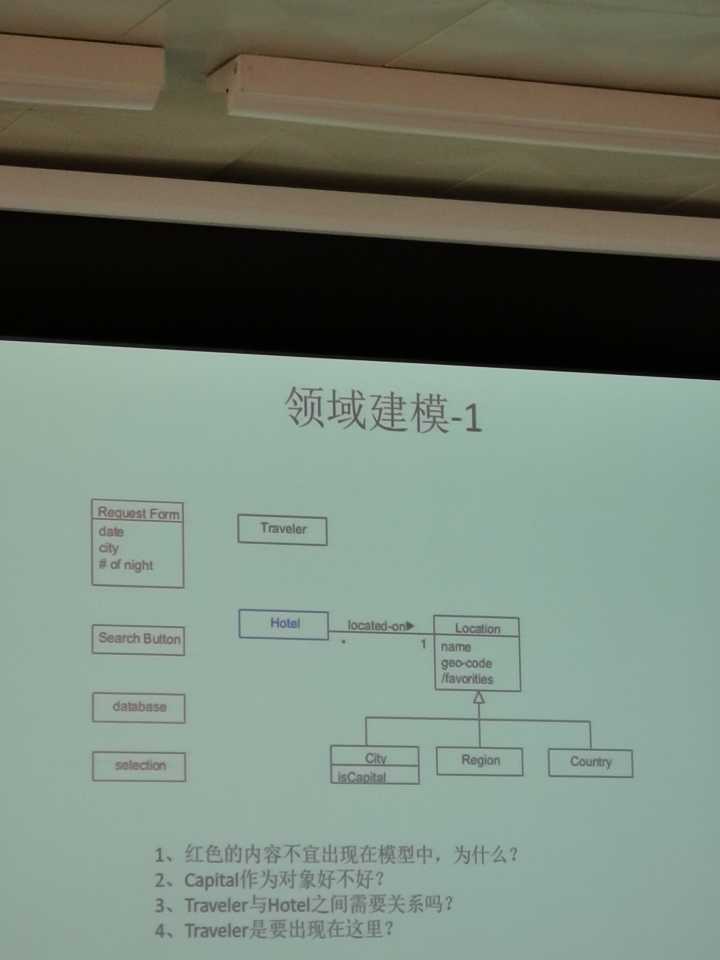 领域建模-1
Request Form
date
city
# of night
Traveler
Search Button
Hotel
located-on▶
*
1
Location
name
geo-code
/favorities
database
selection
City
isCapital
Region
Country
1、红色的内容不宜出现在模型中，为什么？
2、Capital作为对象好不好？
3、Traveler与Hotel之间需要关系吗？
4、Traveler是要出现在这里？